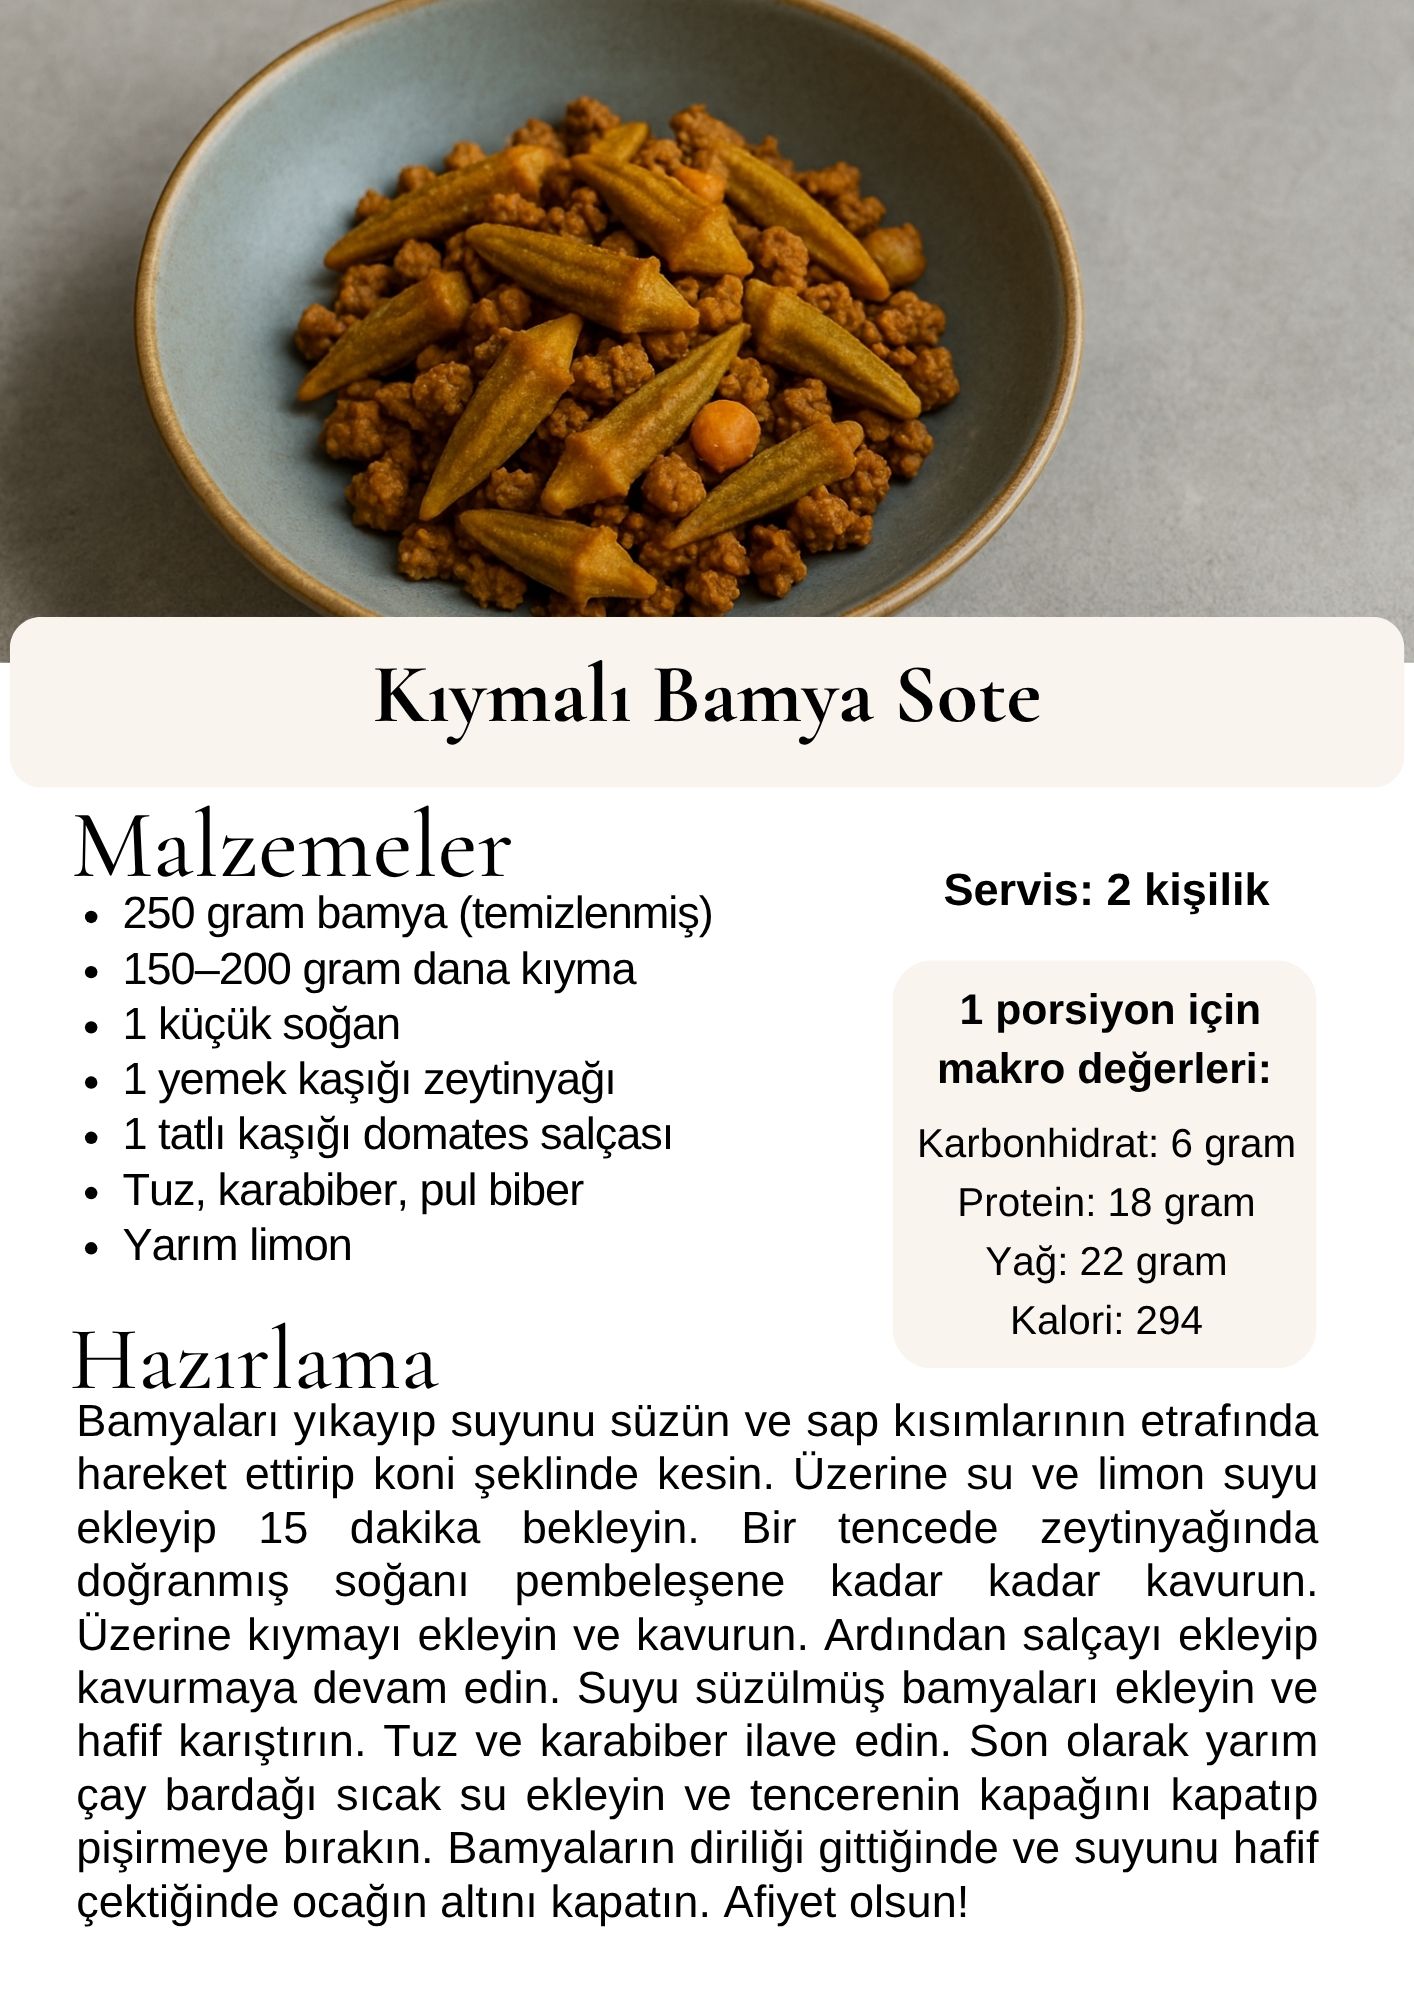 Kıymalı Bamya Sote
Malzemeler
• 250 gram bamya (temizlenmiş)
• 150–200 gram dana kıyma
• 1 küçük soğan
• 1 yemek kaşığı zeytinyağı
• 1 tatlı kaşığı domates salçası
• Tuz, karabiber, pul biber
• Yarım limon
Servis: 2 kişilik
1 porsiyon için
makro değerleri:
Karbonhidrat: 6 gram
Protein: 18 gram
Yağ: 22 gram
Kalori: 294
Hazırlama
Bamyaları yıkayıp suyunu süzün ve sap kısımlarının etrafında
hareket ettirip koni şeklinde kesin. Üzerine su ve limon suyu
ekleyip 15 dakika bekleyin. Bir tencede zeytinyağında
doğranmış soğanı pembeleşene kadar kadar kavurun.
Üzerine kıymayı ekleyin ve kavurun. Ardından salçayı ekleyip
kavurmaya devam edin. Suyu süzülmüş bamyaları ekleyin ve
hafif karıştırın. Tuz ve karabiber ilave edin. Son olarak yarım
çay bardağı sıcak su ekleyin ve tencerenin kapağını kapatıp
pişirmeye bırakın. Bamyaların diriliği gittiğinde ve suyunu hafif
çektiğinde ocağın altını kapatın. Afiyet olsun!